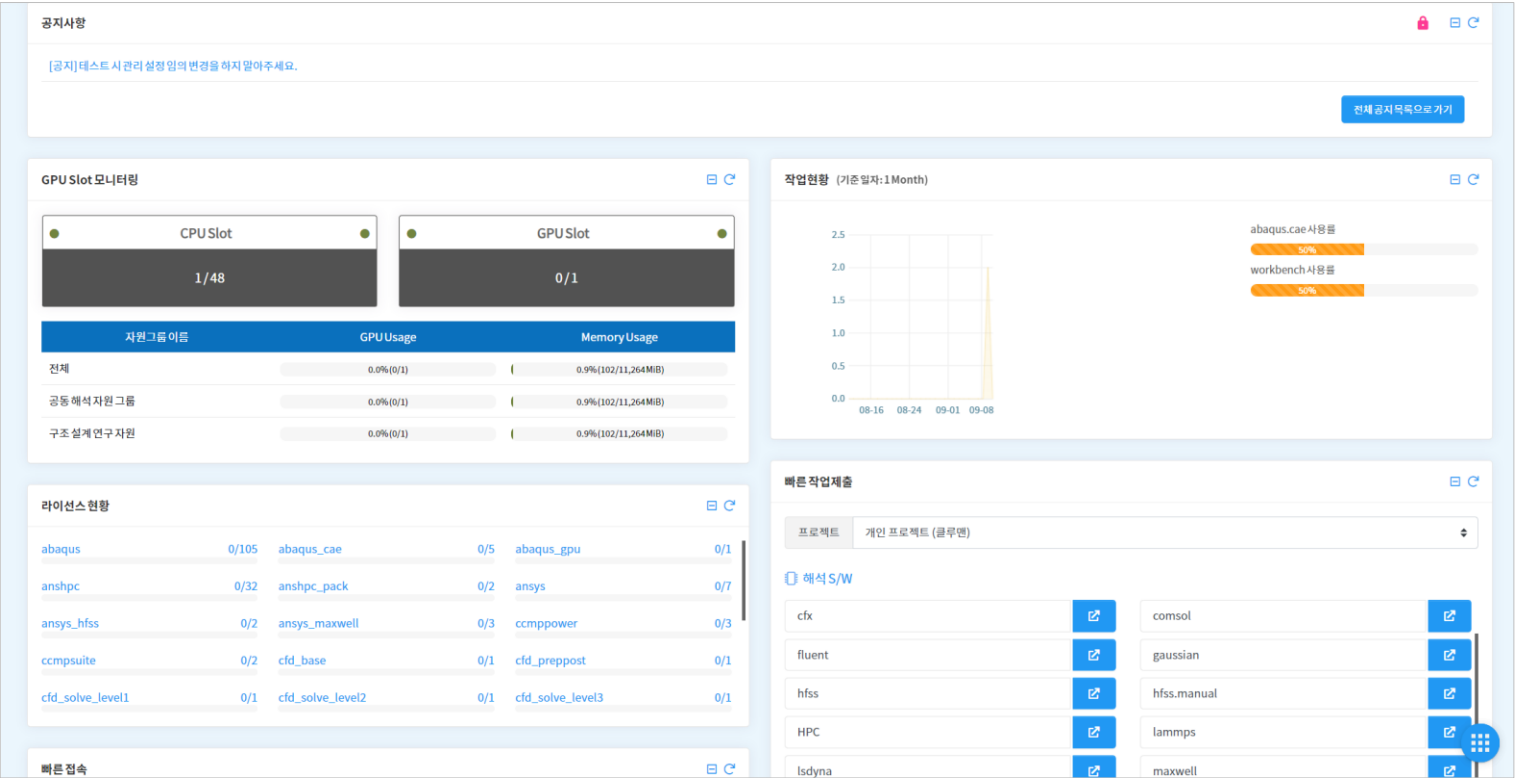 공지사항
[공지]테스트 시 관리 설정 임의 변경을 하지 말아주세요.
전체 공지 목록으로 가기
GPU Slot 모니터링
CPU Slot
1/48
GPU Slot
0/1
자원그룹 이름 GPU Usage Memory Usage
전체 0.0%(0/1) 0.9%(102/11,264MiB)
공동 해석 자원 그룹 0.0%(0/1) 0.9%(102/11,264MiB)
구조 설계 연구 자원 0.0%(0/1) 0.9%(102/11,264MiB)
라이선스 현황
abaqus 0/105 abaqus_cae 0/5 abaqus_gpu 0/1
anshpc 0/32 anshpc_pack 0/2 ansys 0/7
ansys_hfss 0/2 ansys_maxwell 0/3 ccmppower 0/3
ccmpsuite 0/2 cfd_base 0/1 cfd_preppost 0/1
cfd_solve_level1 0/1 cfd_solve_level2 0/1 cfd_solve_level3 0/1
빠른 접속
작업현황 (기준 일자: 1 Month)
2.5
2.0
1.5
1.0
0.5
0.0
08-16 08-24 09-01 09-08
abaqus.cae 사용률
50%
workbench 사용률
50%
빠른 작업제출
프로젝트 개인 프로젝트 (클루맨)
해석 S/W
cfx comsol
fluent gaussian
hfss hfss.manual
HPC lammps
lsdyna maxwell